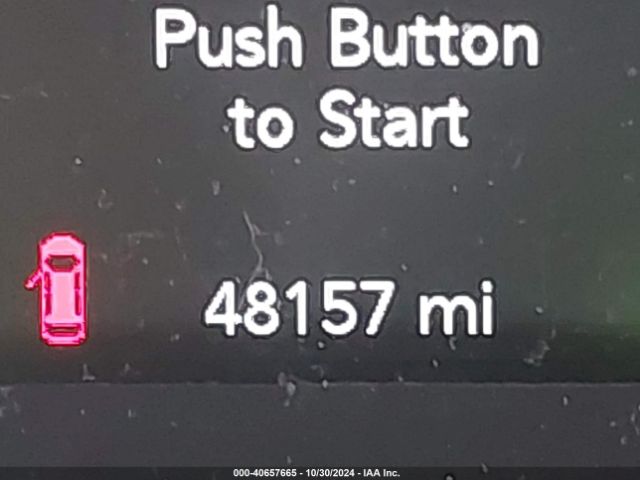 Push Button
to Start
48157 mi
000-40657665 - 10/30/2024 - IAA Inc.